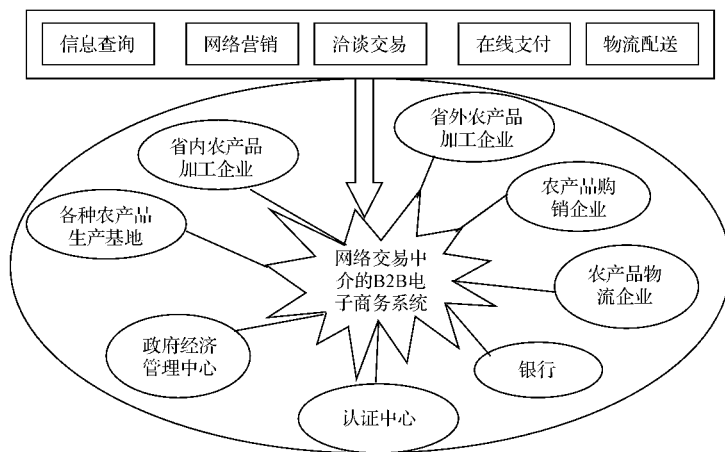 信息查询
网络营销
洽谈交易
在线支付
物流配送
省内农产品
加工企业
省外农产品
加工企业
农产品购
销企业
各种农产品
生产基地
网络交易中
介的B2B电
子商务系统
农产品物
流企业
政府经济
管理中心
银行
认证中心